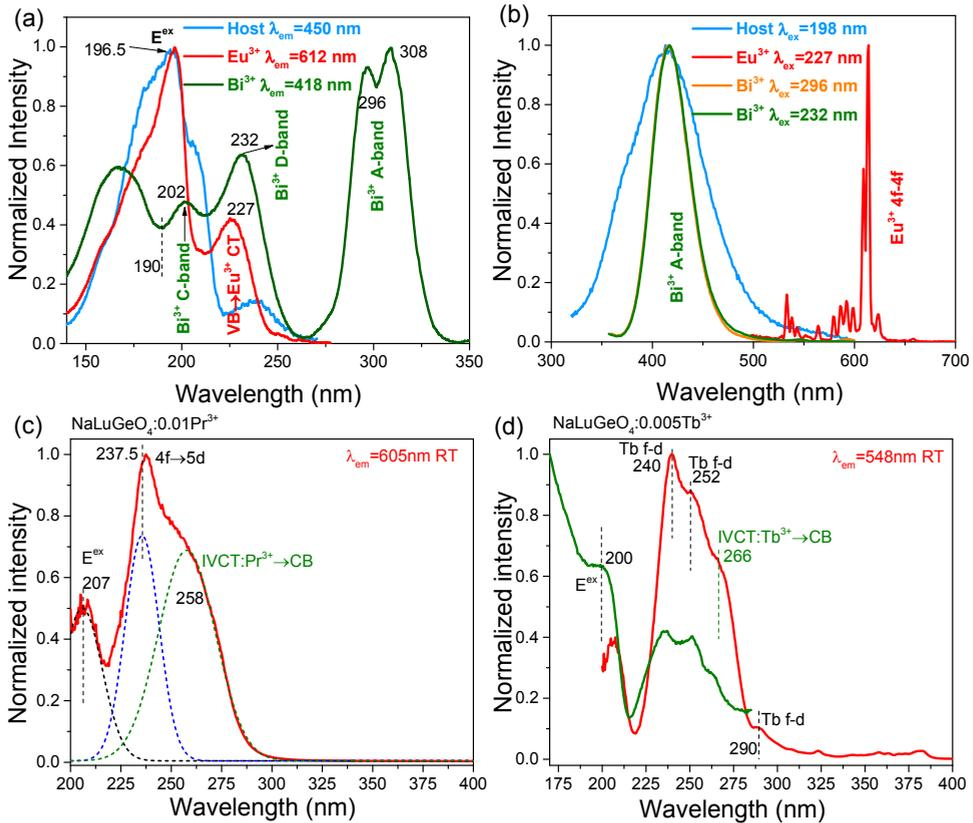 (a)
Host λem=450 nm
Eu³⁺ λem=612 nm
Bi³⁺ λem=418 nm
Eᵉˣ
196.5
308
296
232
202
227
190
Bi³⁺ C-band
VB→Eu³⁺ CT
Bi³⁺ D-band
Bi³⁺ A-band
Normalized Intensity
1.0
0.8
0.6
0.4
0.2
0.0
150
200
250
300
350
Wavelength (nm)
(b)
Host λex=198 nm
Eu³⁺ λex=227 nm
Bi³⁺ λex=296 nm
Bi³⁺ λex=232 nm
Bi³⁺ A-band
Eu³⁺ 4f-4f
Normalized Intensity
1.0
0.8
0.6
0.4
0.2
0.0
300
400
500
600
700
Wavelength (nm)
(c)
NaLuGeO₄:0.01Pr³⁺
237.5
4f→5d
λem=605nm RT
Eᵉˣ
207
IVCT:Pr³⁺→CB
258
Normalized intensity
1.0
0.8
0.6
0.4
0.2
0.0
200
225
250
275
300
325
350
375
400
Wavelength (nm)
(d)
NaLuGeO₄:0.005Tb³⁺
Tb f-d
240
Tb f-d
252
λem=548nm RT
IVCT:Tb³⁺→CB
266
200
Eᵉˣ
Tb f-d
290
Normalized intensity
1.0
0.8
0.6
0.4
0.2
0.0
175
200
225
250
275
300
325
350
375
400
Wavelength (nm)